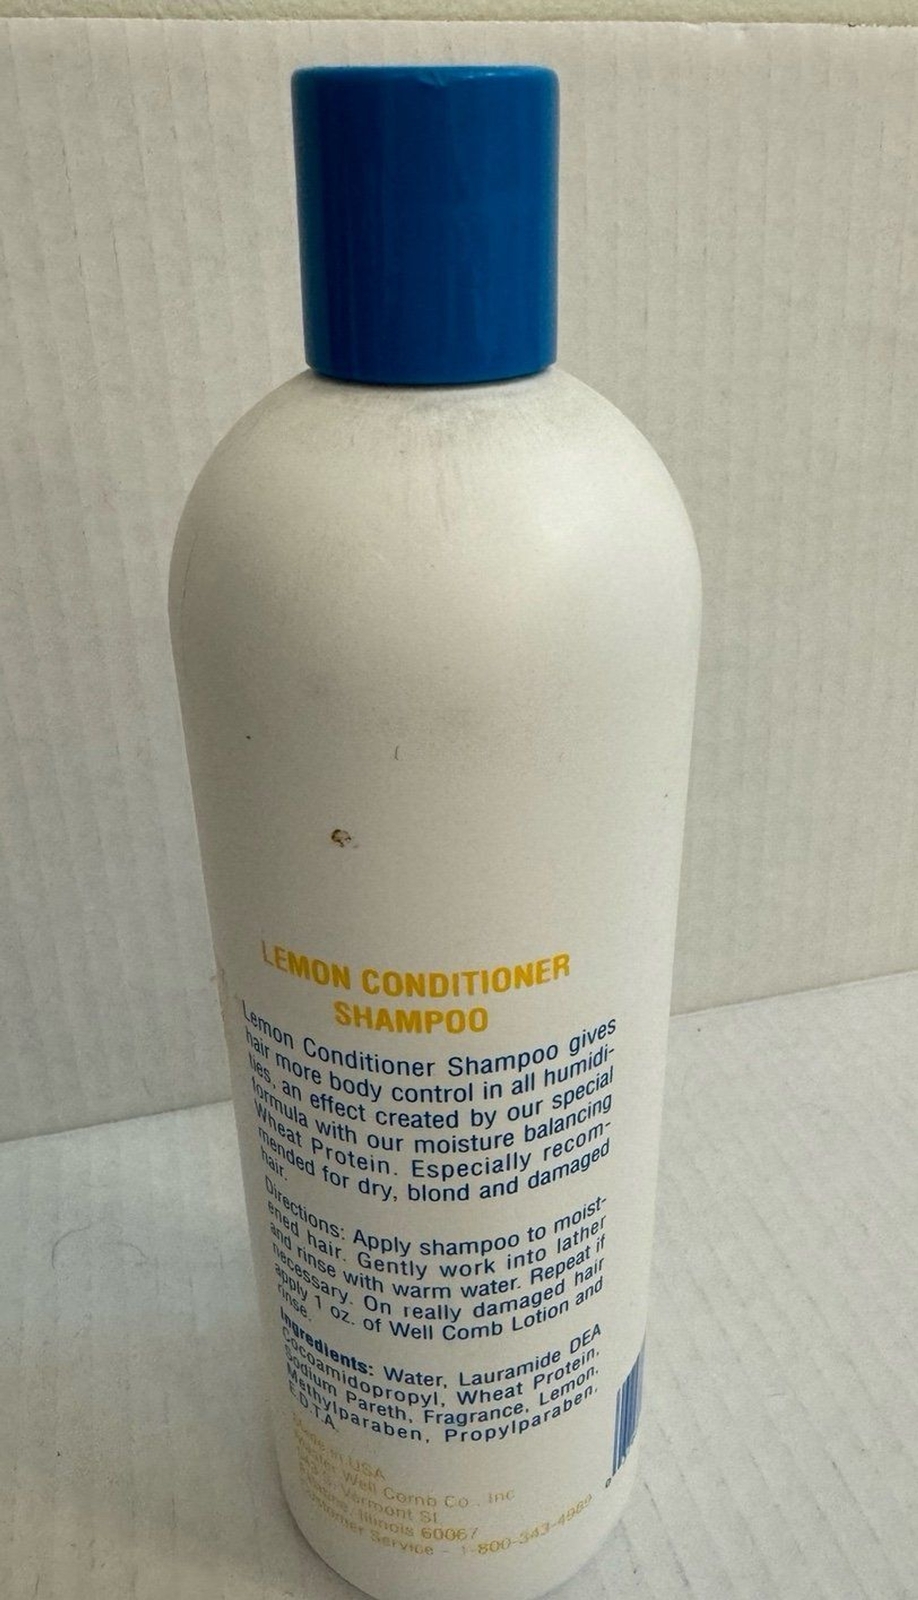 LEMON CONDITIONER
SHAMPOO
Lemon Conditioner Shampoo gives
hair more body control in all humidi-
ties, an effect created by our special
formula with our moisture balancing
Wheat Protein. Especially recom-
mended for dry, blond and damaged
hair.
Directions: Apply shampoo to moist-
ened hair. Gently work into lather
and rinse with warm water. Repeat if
necessary. On really damaged hair
apply 1 oz. of Well Comb Lotion and
rinse.
Ingredients: Water, Lauramide DEA
Cocoamidopropyl, Wheat Protein,
Sodium Pareth, Fragrance, Lemon,
Methylparaben, Propylparaben,
E.D.T.A.
Made in USA
Master Well Comb Co., Inc
Vermont St
Illinois 60067
Customer Service - 1-800-343-4989
0